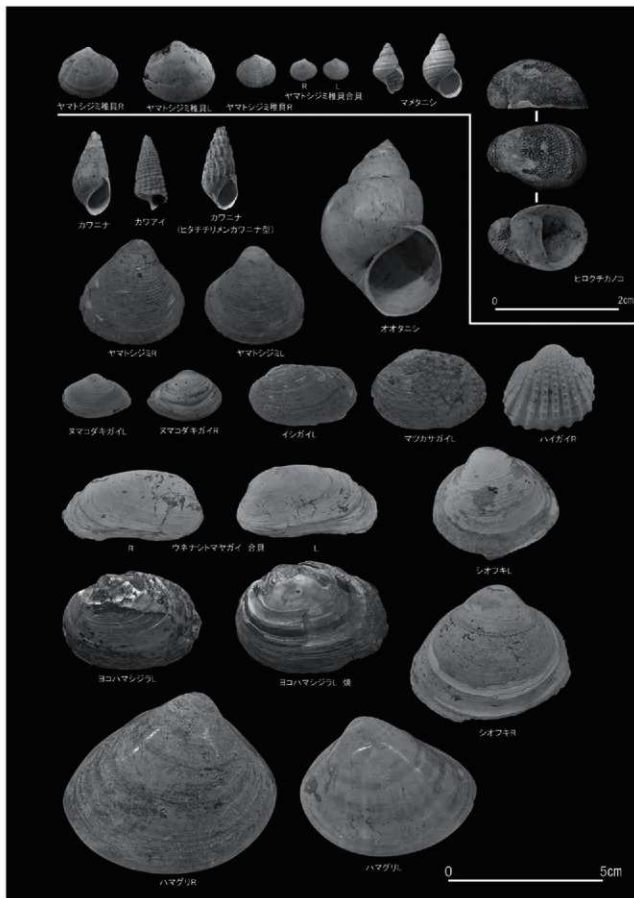 ヤマトシジミ稚貝R
ヤマトシジミ稚貝L
ヤマトシジミ稚貝R
R
L
ヤマトシジミ稚貝合貝
マメタニシ
カワニナ
カワアイ
カワニナ
(ヒタチチリメンカワニナ型)
オオタニシ
ヒロクチカノコ
0
2cm
ヤマトシジミR
ヤマトシジミL
ヌマコダキガイL
ヌマコダキガイR
イシガイL
マツカサガイL
ハイガイR
R
ウネナシトマヤガイ 合貝
L
シオフキL
ヨコハマシジラL
ヨコハマシジラL 焼
シオフキR
ハマグリR
ハマグリL
0
5cm